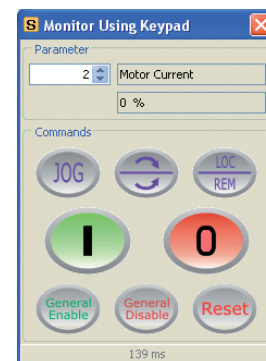 S Monitor Using Keypad
Parameter
2 Motor Current
0 %
Commands
JOG
LOC
REM
I 0
General Enable General Disable Reset
139 ms